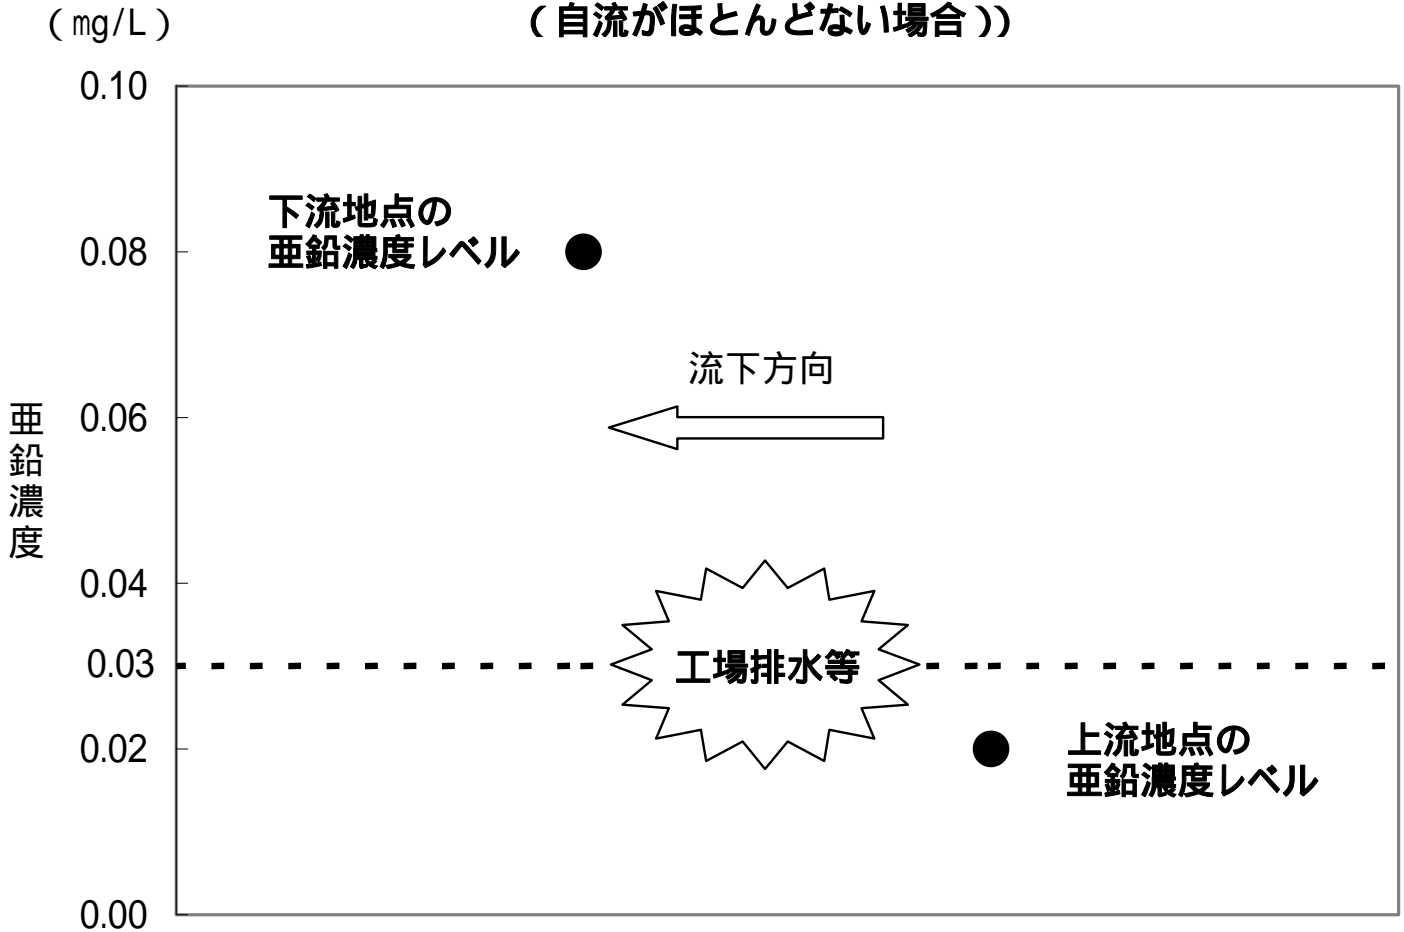 （mg/L）
（自流がほとんどない場合））
0.10
下流地点の
亜鉛濃度レベル
0.08
流下方向
0.06
亜鉛濃度
0.04
0.03
工場排水等
0.02
上流地点の
亜鉛濃度レベル
0.00